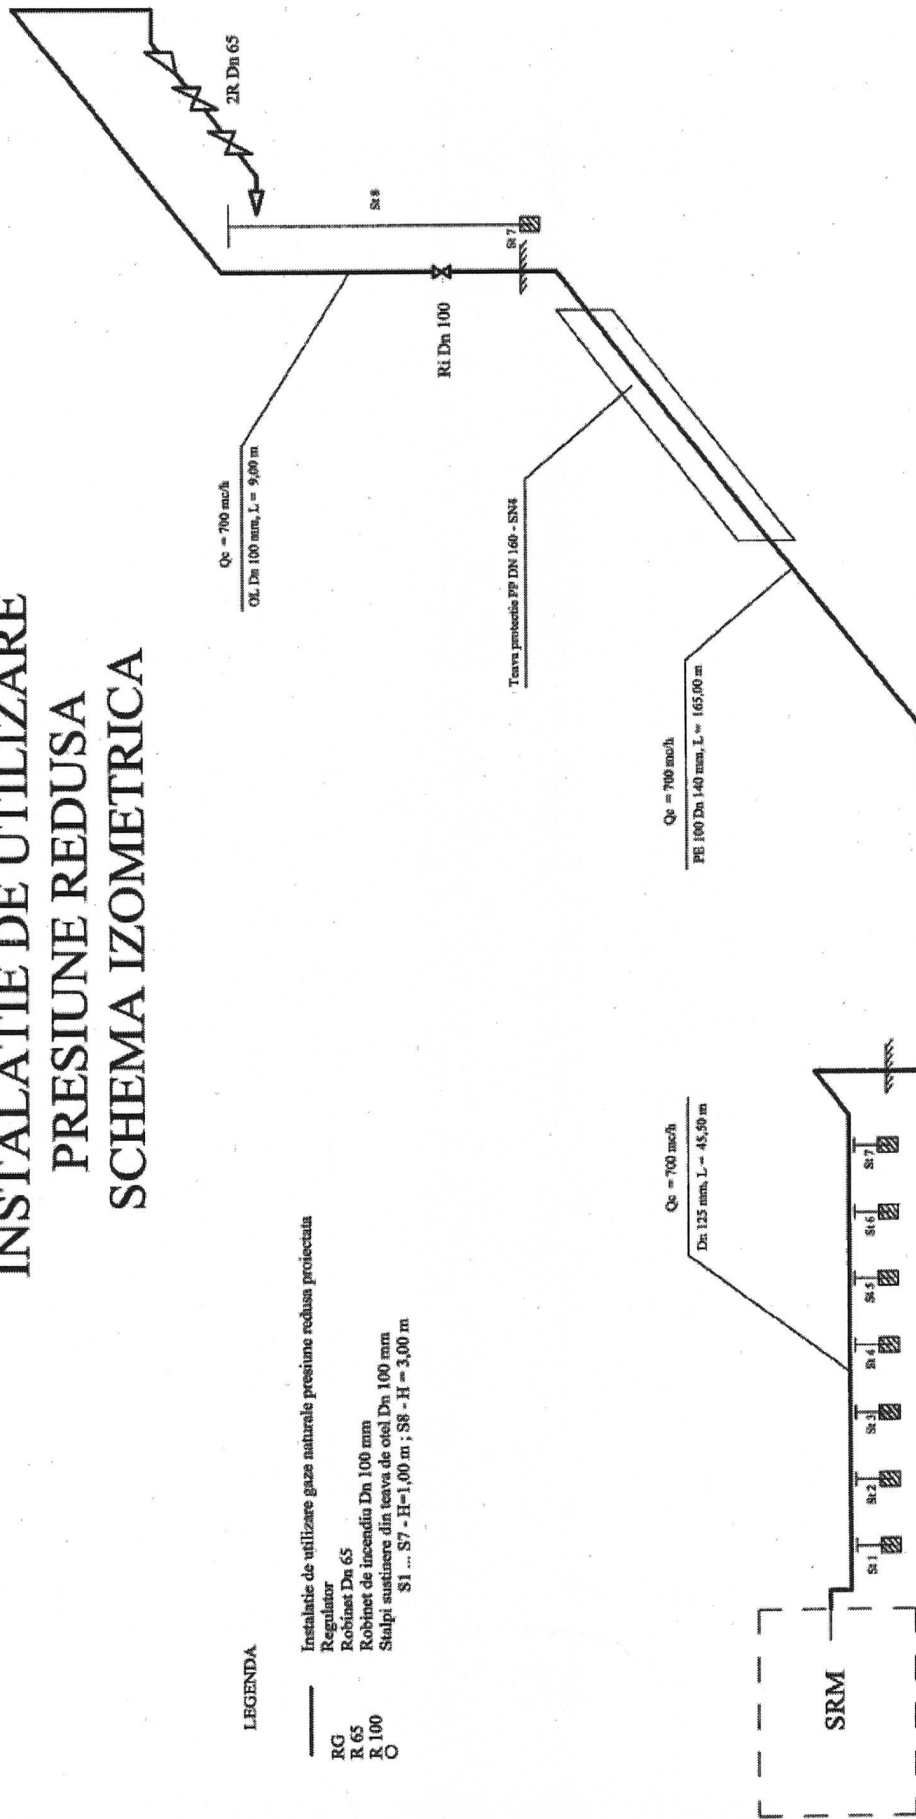 INSTALATIE DE UTILIZARE
PRESIUNE REDUSA
SCHEMA IZOMETRICA
LEGENDA
Instalatie de utilizare gaze naturale presiune redusa proiectata
RG Regulator
R 65 Robinet Dn 65
R 100 Robinet de incendiu Dn 100 mm
O Stalpi sustinere din teava de otel Dn 100 mm
S1 ... S7 - H=1,00 m ; S8 - H = 3,00 m
2R Dn 65
St 8
St 7
Ri Dn 100
Qc = 700 mc/h
OL Dn 100 mm, L = 9,00 m
Teava protectie PP DN 160 - SN4
Qc = 700 mc/h
PE 100 Dn 140 mm, L = 165,00 m
Qc = 700 mc/h
Dn 125 mm, L = 45,50 m
SRM
St 1
St 2
St 3
St 4
St 5
St 6
St 7